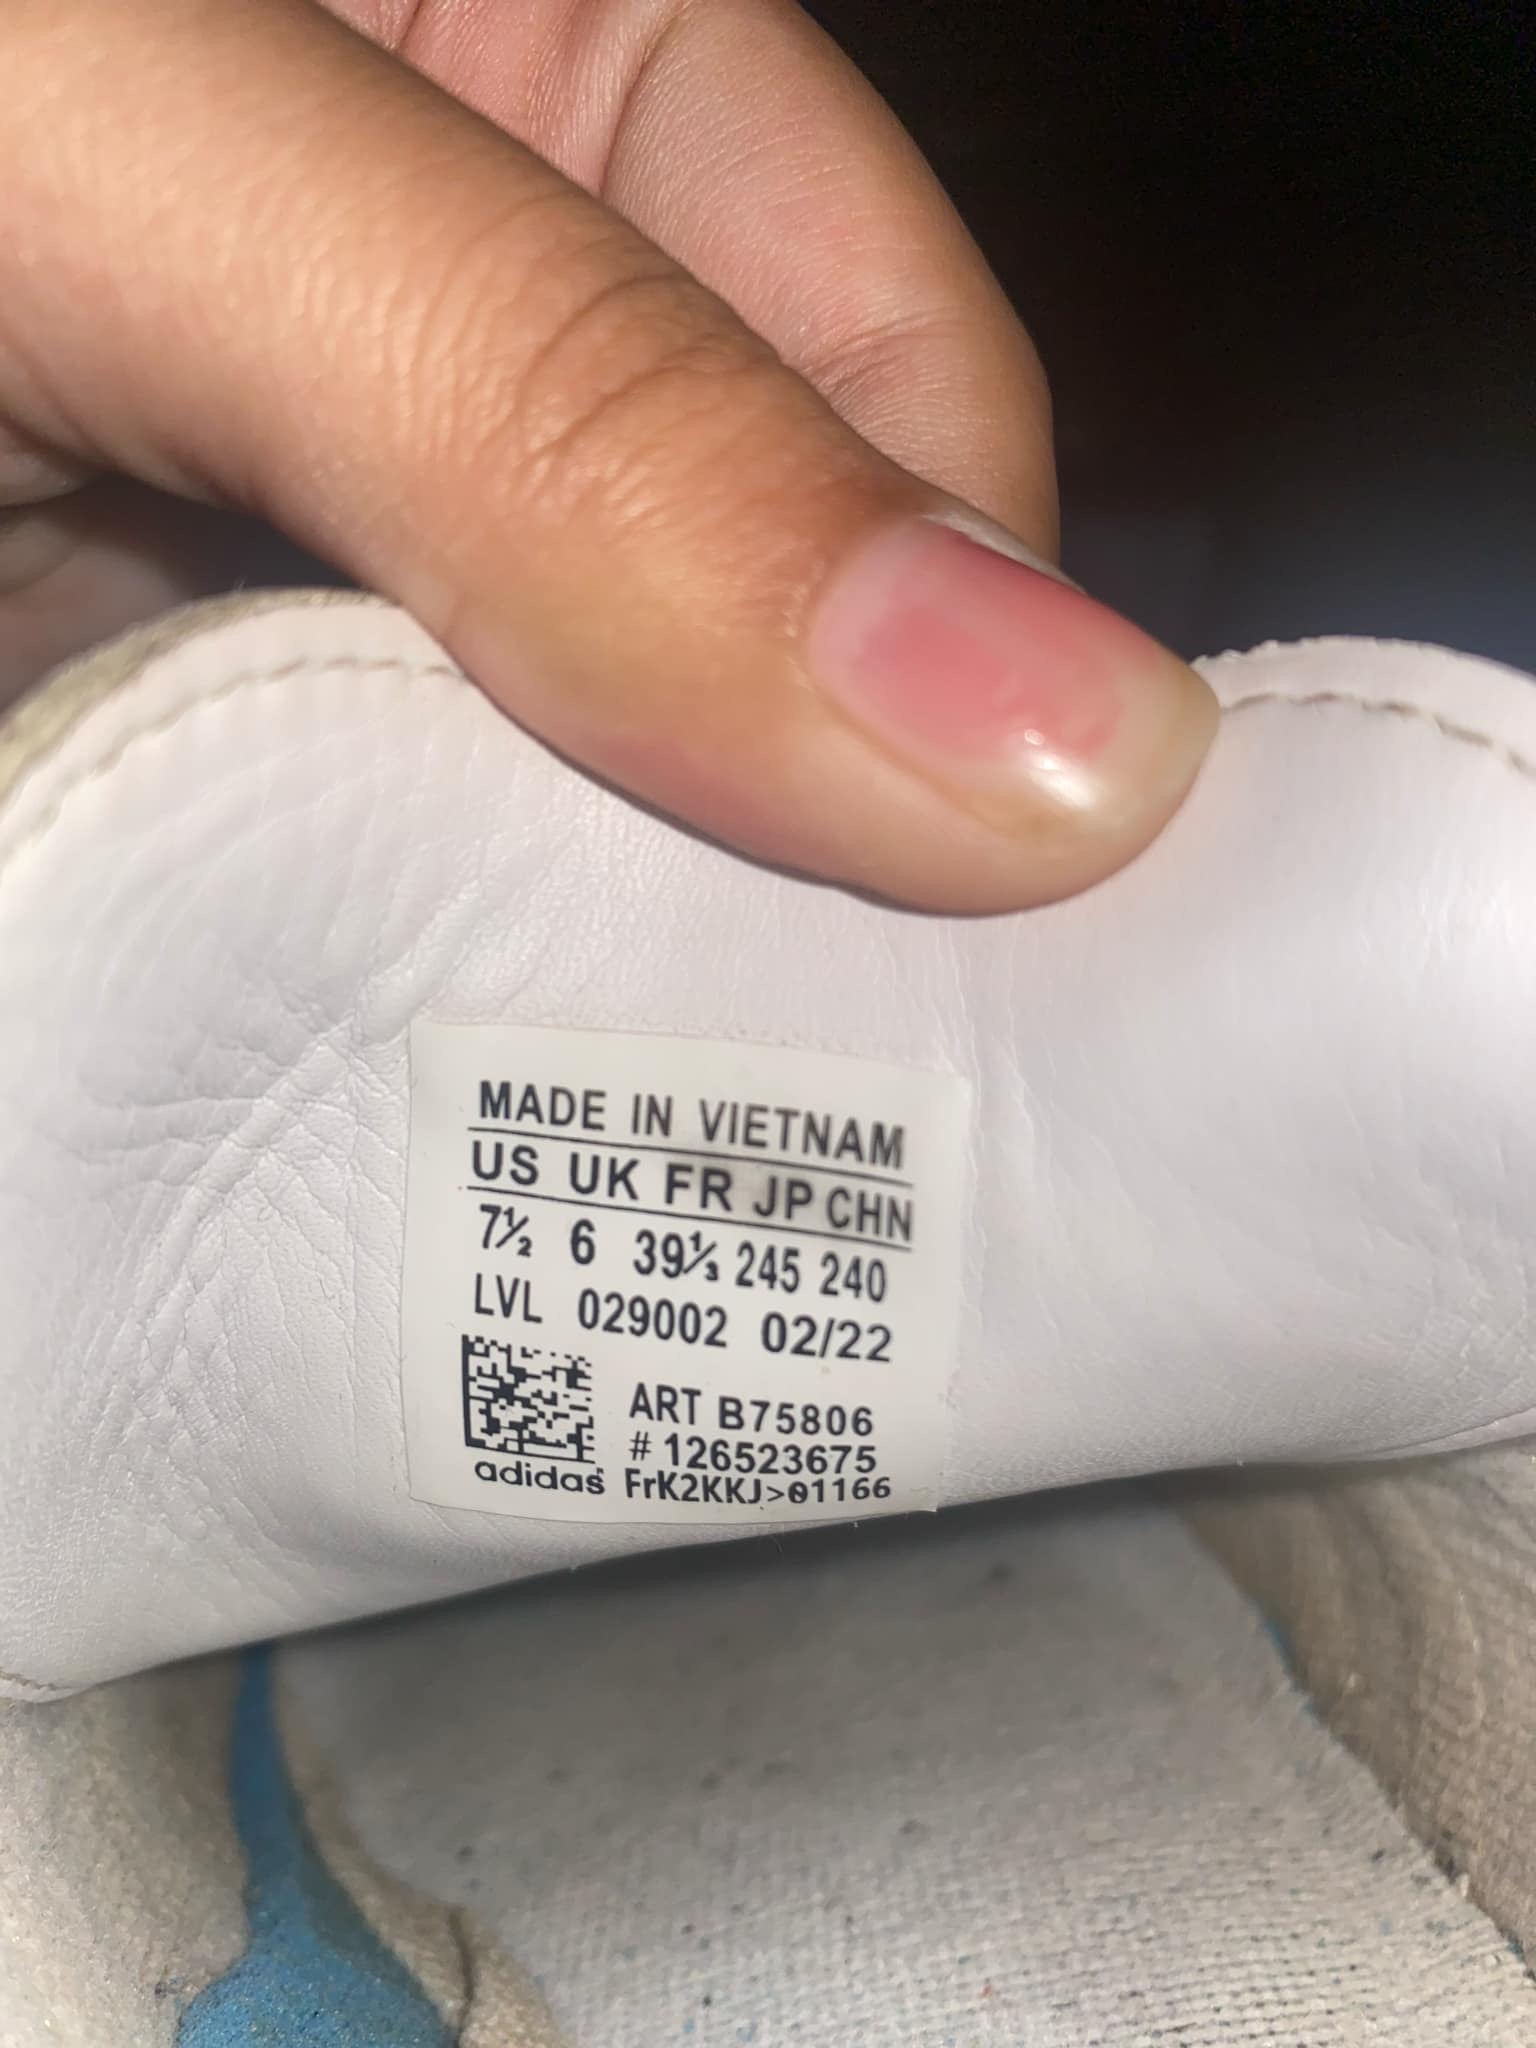 MADE IN VIETNAM
US UK FR JP CHN
7½ 6 39⅓ 245 240
LVL 029002 02/22
ART B75806
# 126523675
adidas FrK2KKJ>01166